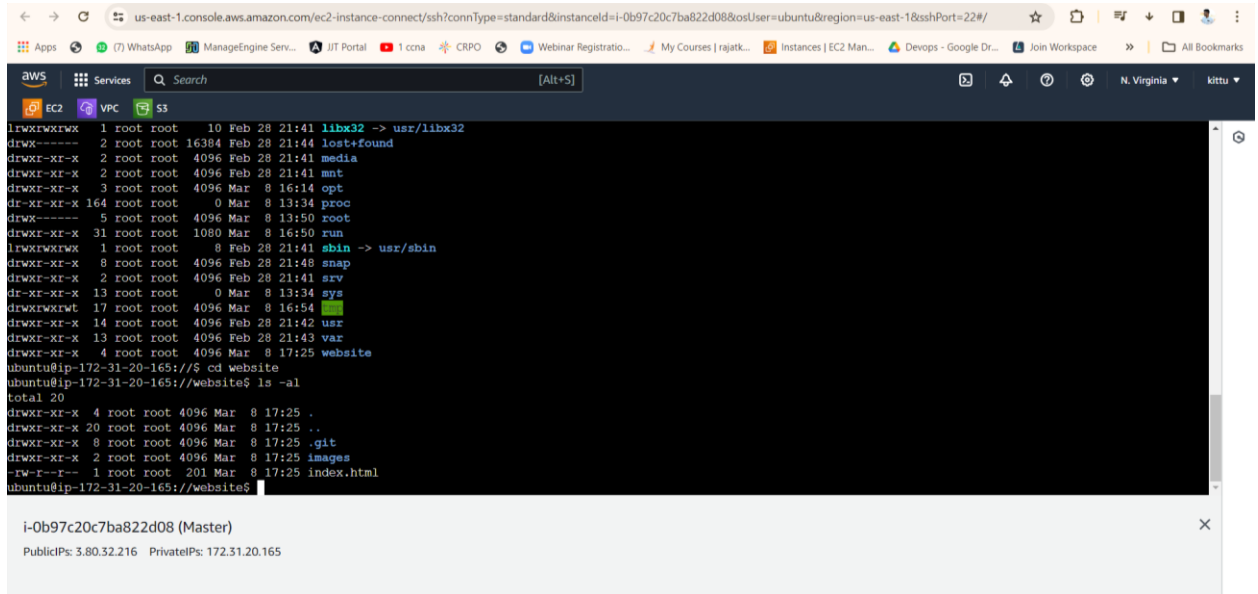 us-east-1.console.aws.amazon.com/ec2-instance-connect/ssh?connType=standard&instanceId=i-0b97c20c7ba822d08&osUser=ubuntu&region=us-east-1&sshPort=22#/
Apps (7) WhatsApp ManageEngine Serv... JJT Portal 1 ccna CRPO Webinar Registratio... My Courses | rajatk... Instances | EC2 Man... Devops - Google Dr... Join Workspace » All Bookmarks
aws Services Search [Alt+S] N. Virginia kittu
EC2 VPC S3
lrwxrwxrwx 1 root root 10 Feb 28 21:41 libx32 -> usr/libx32
drwx------ 2 root root 16384 Feb 28 21:44 lost+found
drwxr-xr-x 2 root root 4096 Feb 28 21:41 media
drwxr-xr-x 2 root root 4096 Feb 28 21:41 mnt
drwxr-xr-x 3 root root 4096 Mar 8 16:14 opt
dr-xr-xr-x 164 root root 0 Mar 8 13:34 proc
drwx------ 5 root root 4096 Mar 8 13:50 root
drwxr-xr-x 31 root root 1080 Mar 8 16:50 run
lrwxrwxrwx 1 root root 8 Feb 28 21:41 sbin -> usr/sbin
drwxr-xr-x 8 root root 4096 Feb 28 21:48 snap
drwxr-xr-x 2 root root 4096 Feb 28 21:41 srv
dr-xr-xr-x 13 root root 0 Mar 8 13:34 sys
drwxrwxrwt 17 root root 4096 Mar 8 16:54 tmp
drwxr-xr-x 14 root root 4096 Feb 28 21:42 usr
drwxr-xr-x 13 root root 4096 Feb 28 21:43 var
drwxr-xr-x 4 root root 4096 Mar 8 17:25 website
ubuntu@ip-172-31-20-165://$ cd website
ubuntu@ip-172-31-20-165://website$ ls -al
total 20
drwxr-xr-x 4 root root 4096 Mar 8 17:25 .
drwxr-xr-x 20 root root 4096 Mar 8 17:25 ..
drwxr-xr-x 8 root root 4096 Mar 8 17:25 .git
drwxr-xr-x 2 root root 4096 Mar 8 17:25 images
-rw-r--r-- 1 root root 201 Mar 8 17:25 index.html
ubuntu@ip-172-31-20-165://website$
i-0b97c20c7ba822d08 (Master)
PublicIPs: 3.80.32.216 PrivateIPs: 172.31.20.165